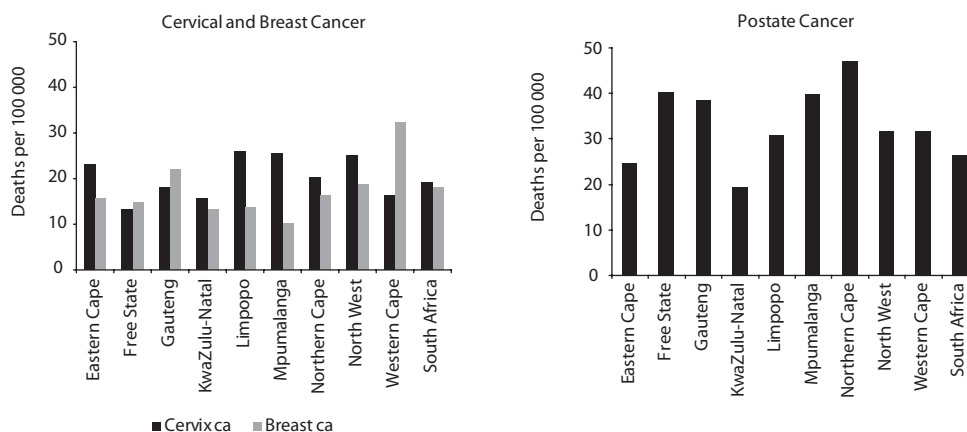 Cervical and Breast Cancer
Deaths per 100 000
50
40
30
20
10
0
Eastern Cape
Free State
Gauteng
KwaZulu-Natal
Limpopo
Mpumalanga
Northern Cape
North West
Western Cape
South Africa
Cervix ca
Breast ca
Postate Cancer
Deaths per 100 000
50
40
30
20
10
0
Eastern Cape
Free State
Gauteng
KwaZulu-Natal
Limpopo
Mpumalanga
Northern Cape
North West
Western Cape
South Africa